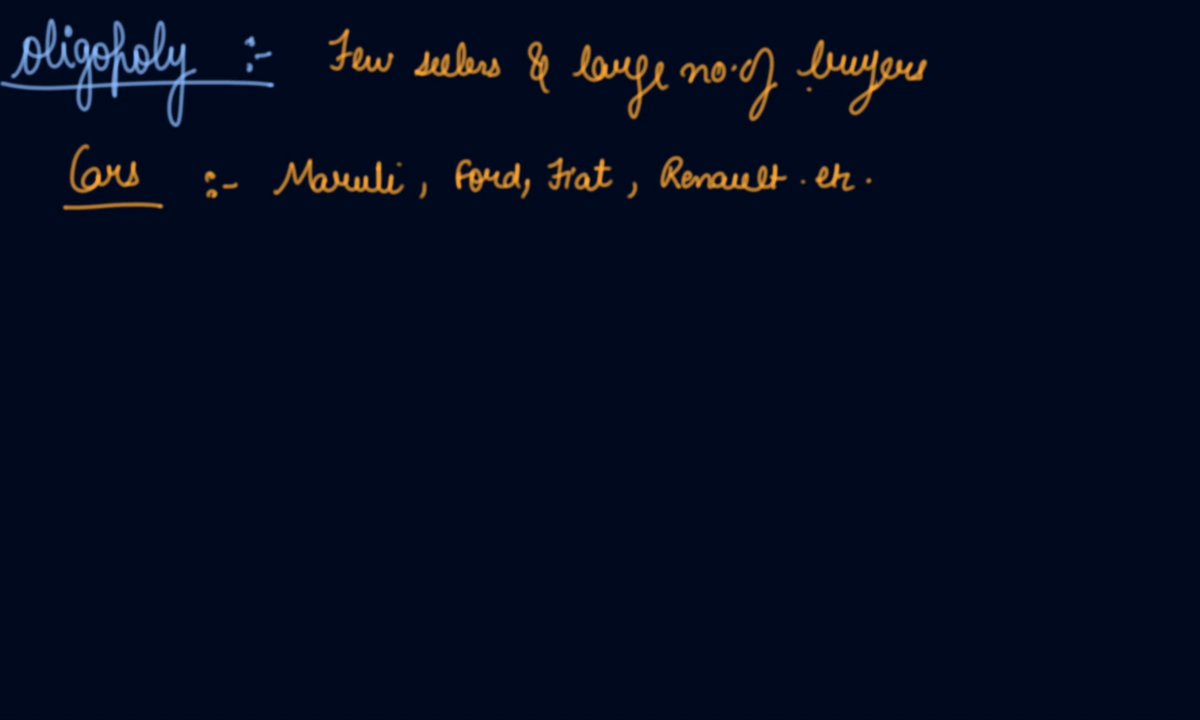 oligopoly :- Few sellers & large no. of buyers
Cars :- Maruti, Ford, Fiat, Renault. etc.